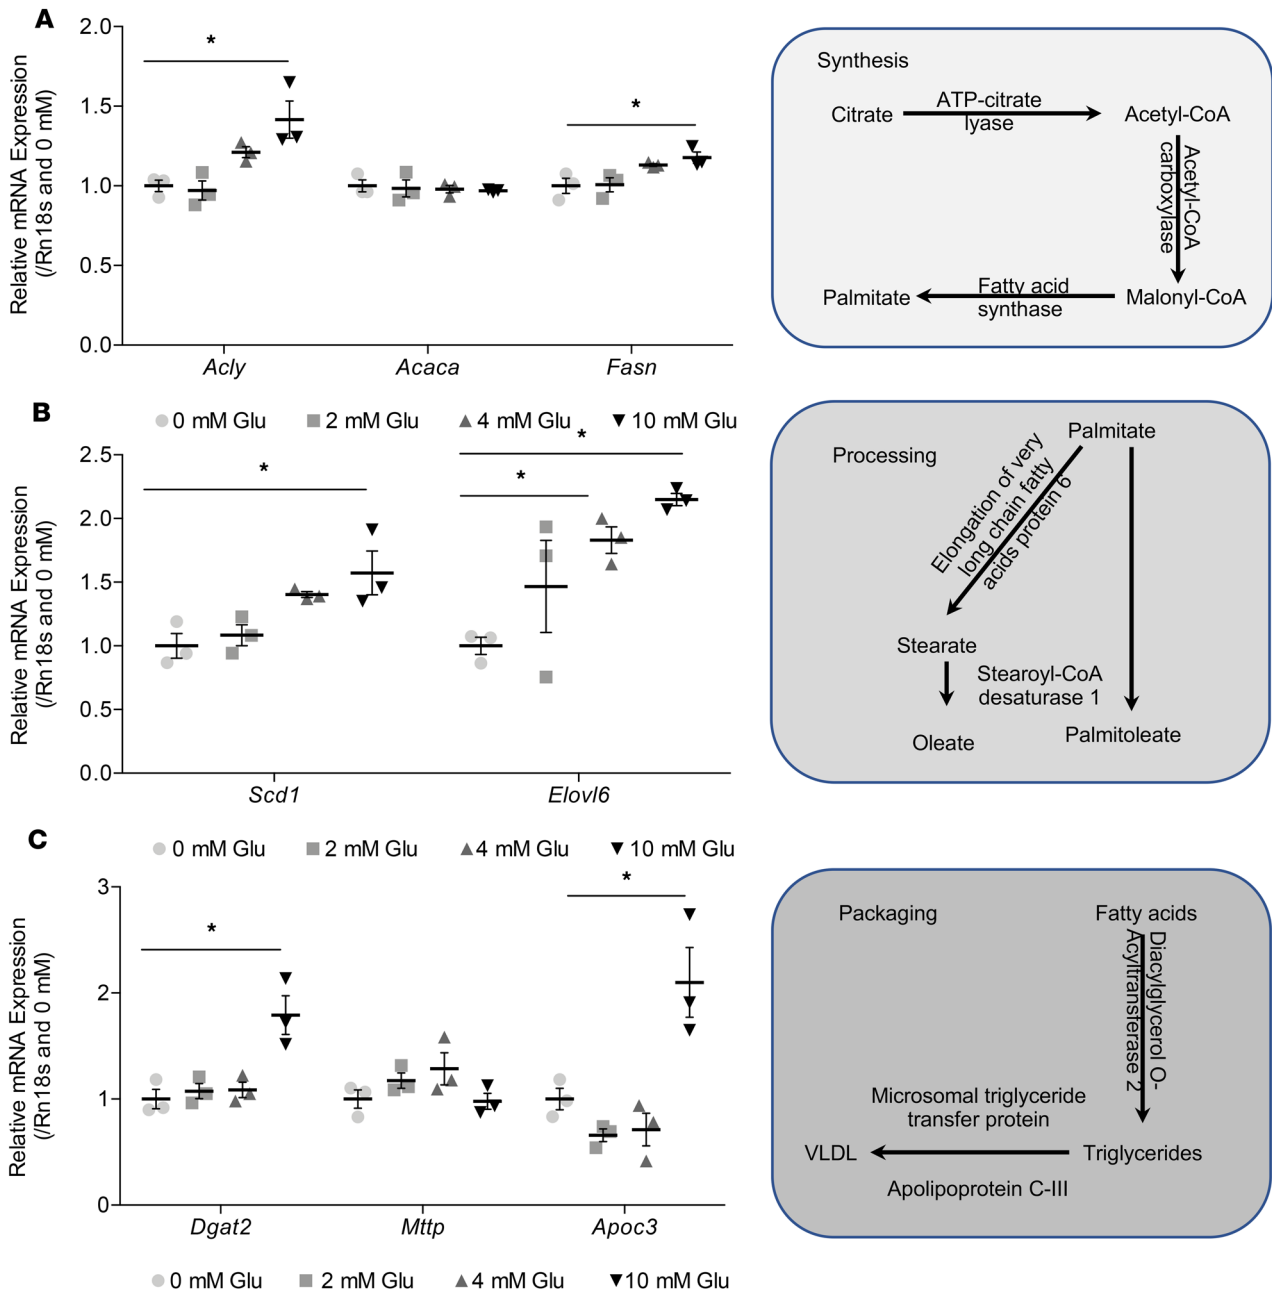 A
Relative mRNA Expression
(/Rn18s and 0 mM)
2.0
1.5
1.0
0.5
0.0
*
*
Acly
Acaca
Fasn
0 mM Glu
2 mM Glu
4 mM Glu
10 mM Glu
Synthesis
Citrate
ATP-citrate
lyase
Acetyl-CoA
Acetyl-CoA
carboxylase
Malonyl-CoA
Fatty acid
synthase
Palmitate
B
Relative mRNA Expression
(/Rn18s and 0 mM)
2.5
2.0
1.5
1.0
0.5
0.0
*
*
*
Scd1
Elovl6
0 mM Glu
2 mM Glu
4 mM Glu
10 mM Glu
Processing
Palmitate
Elongation of very
long chain fatty
acids protein 6
Stearate
Stearoyl-CoA
desaturase 1
Oleate
Palmitoleate
C
Relative mRNA Expression
(/Rn18s and 0 mM)
3
2
1
0
*
*
Dgat2
Mttp
Apoc3
0 mM Glu
2 mM Glu
4 mM Glu
10 mM Glu
Packaging
Fatty acids
Diacylglycerol O-
Acyltransferase 2
Microsomal triglyceride
transfer protein
VLDL
Triglycerides
Apolipoprotein C-III